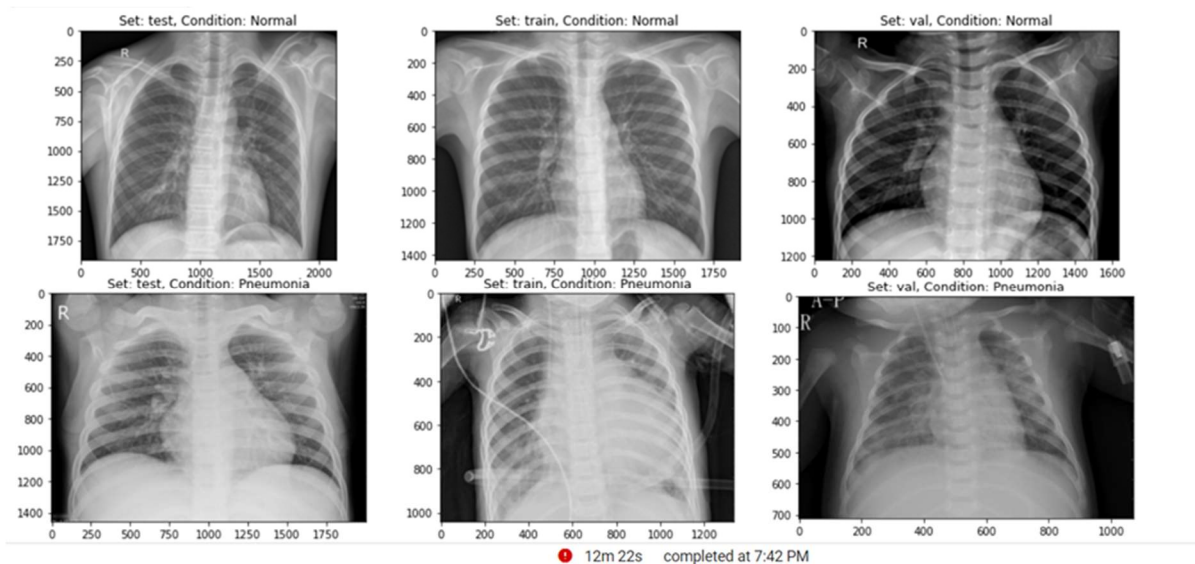 Set: test, Condition: Normal
Set: train, Condition: Normal
Set: val, Condition: Normal
0
250
500
750
1000
1250
1500
1750
0 500 1000 1500 2000
R
0
200
400
600
800
1000
1200
1400
0 250 500 750 1000 1250 1500 1750
0
200
400
600
800
1000
1200
0 200 400 600 800 1000 1200 1400 1600
R
Set: test, Condition: Pneumonia
Set: train, Condition: Pneumonia
Set: val, Condition: Pneumonia
0
200
400
600
800
1000
1200
1400
0 250 500 750 1000 1250 1500 1750
R
0
200
400
600
800
1000
0 200 400 600 800 1000 1200
R
0
100
200
300
400
500
600
700
0 200 400 600 800 1000
A-P
R
12m 22s completed at 7:42 PM